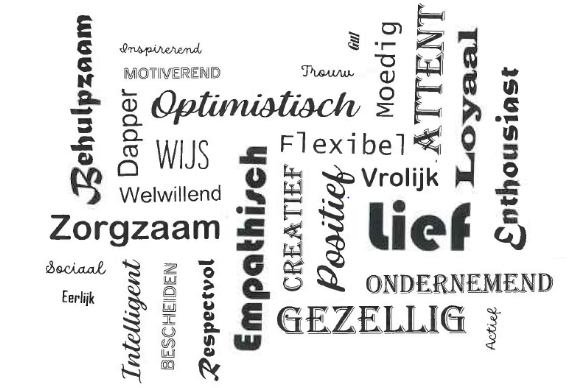 Behulpzaam
Inspirerend
MOTIVEREND
Dapper
Optimistisch
Trouw
Gul
Moedig
ATTENT
Loyaal
Enthousiast
WIJS
Flexibel
Welwillend
Zorgzaam
Empathisch
CREATIEF
Positief
Vrolijk
Lief
Sociaal
Eerlijk
Intelligent
BESCHEIDEN
Respectvol
ONDERNEMEND
GEZELLIG
Actief